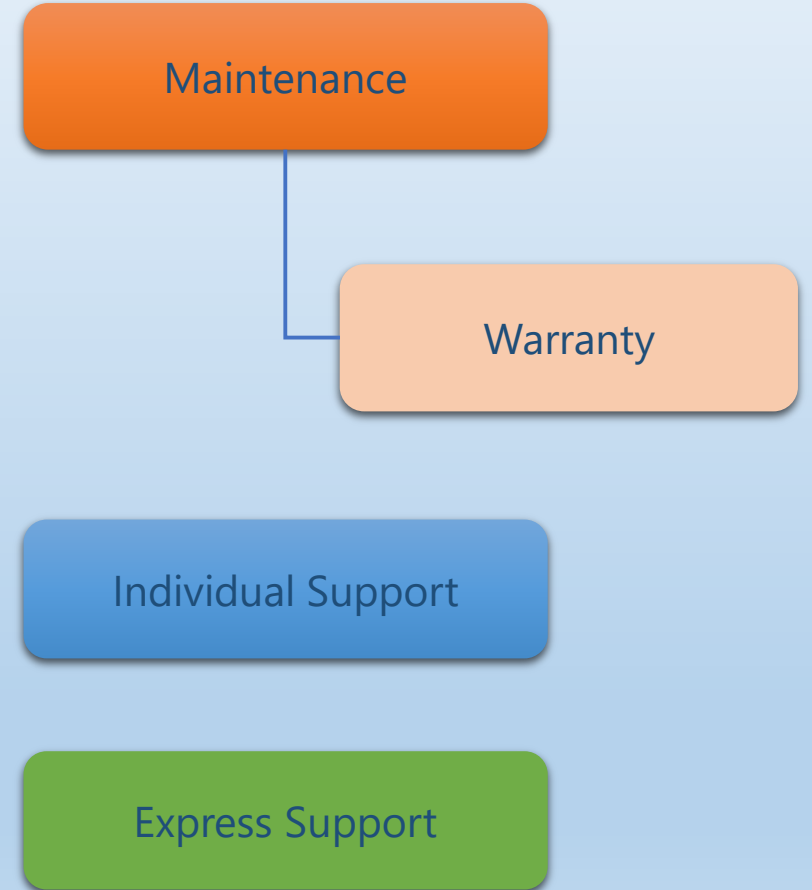 Maintenance
Warranty
Individual Support
Express Support